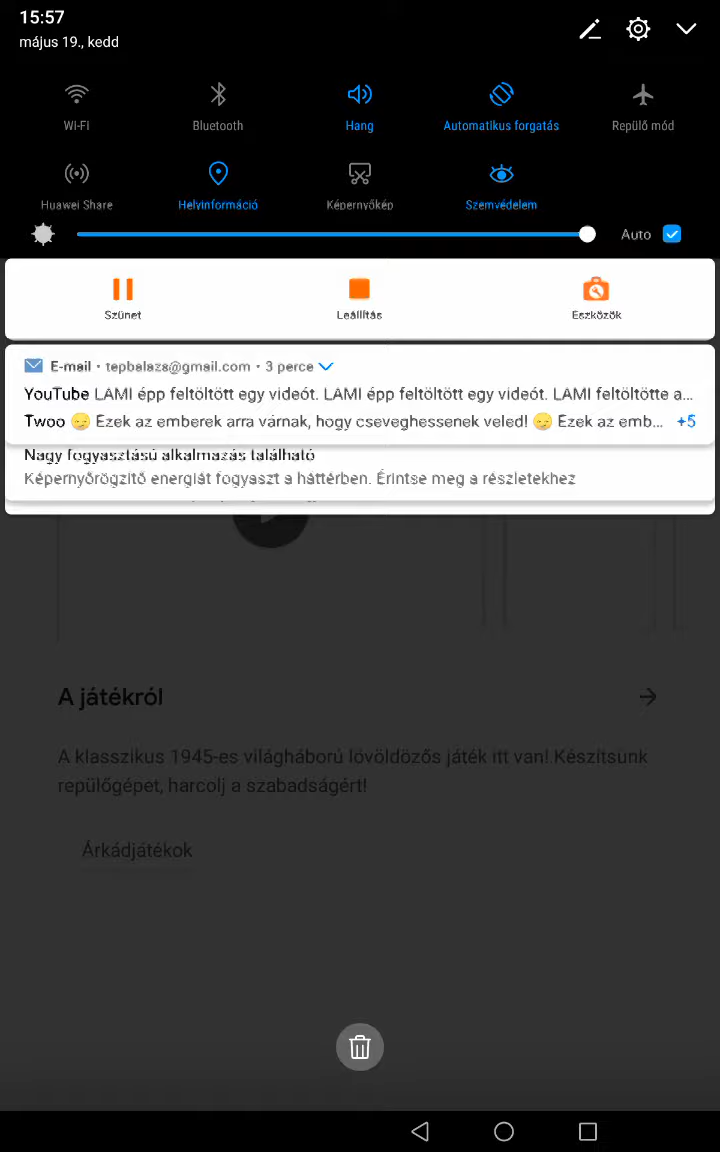 15:57
május 19., kedd
WI-FI
Bluetooth
Hang
Automatikus forgatás
Repülő mód
Huawei Share
Helyinformáció
Képernyőkép
Szemvédelem
Auto
Szünet
Leállítás
Eszközök
E-mail • tepbalazs@gmail.com • 3 perce
YouTube LAMI épp feltöltött egy videót. LAMI épp feltöltött egy videót. LAMI feltöltötte a...
Twoo 😏 Ezek az emberek arra várnak, hogy cseveghessenek veled! 😏 Ezek az emb... +5
Nagy fogyasztású alkalmazás található
Képernyőrögzítő energiát fogyaszt a háttérben. Érintse meg a részletekhez
A játékról
A klasszikus 1945-es világháború lövöldözős játék itt van! Készítsünk
repülőgépet, harcolj a szabadságért!
Árkádjátékok